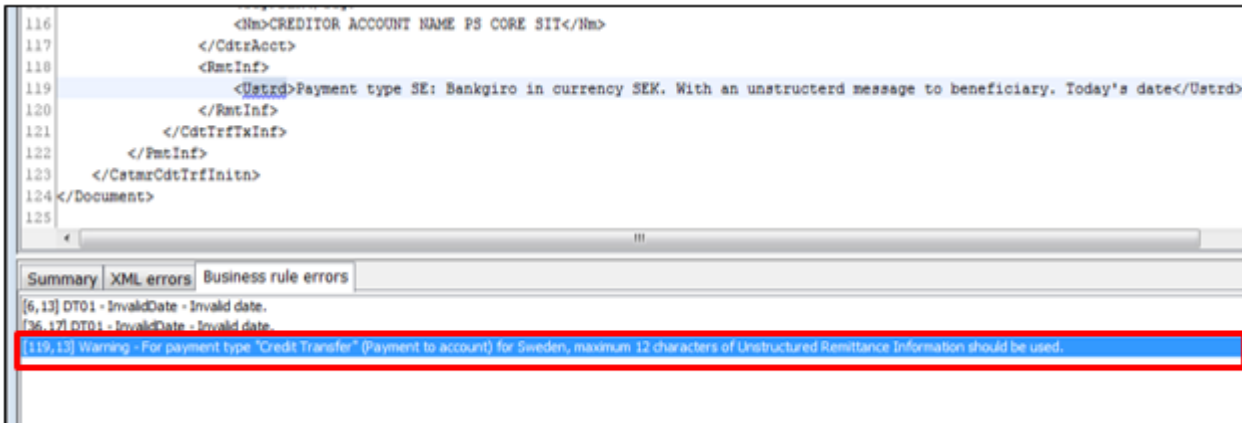 116 <Nm>CREDITOR ACCOUNT NAME PS CORE SIT</Nm>
117 </CdtrAcct>
118 <RmtInf>
119 <Ustrd>Payment type SE: Bankgiro in currency SEK. With an unstructerd message to beneficiary. Today's date</Ustrd>
120 </RmtInf>
121 </CdtTrfTxInf>
122 </PmtInf>
123 </CstmrCdtTrfInitn>
124 </Document>
125
Summary XML errors Business rule errors
[6,13] DT01 - InvalidDate - Invalid date.
[36,17] DT01 - InvalidDate - Invalid date.
[119,13] Warning - For payment type "Credit Transfer" (Payment to account) for Sweden, maximum 12 characters of Unstructured Remittance Information should be used.